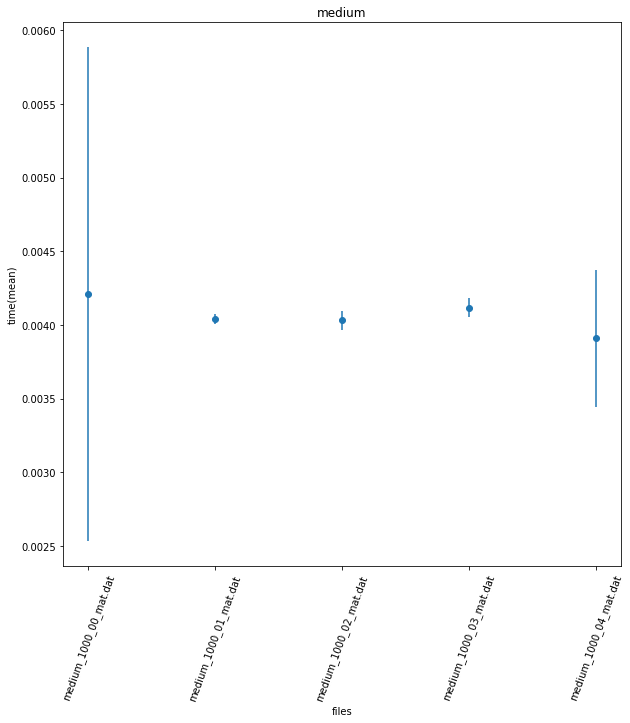 medium
0.0060
0.0055
0.0050
0.0045
0.0040
0.0035
0.0030
0.0025
time(mean)
medium_1000_00_mat.dat
medium_1000_01_mat.dat
medium_1000_02_mat.dat
medium_1000_03_mat.dat
medium_1000_04_mat.dat
files